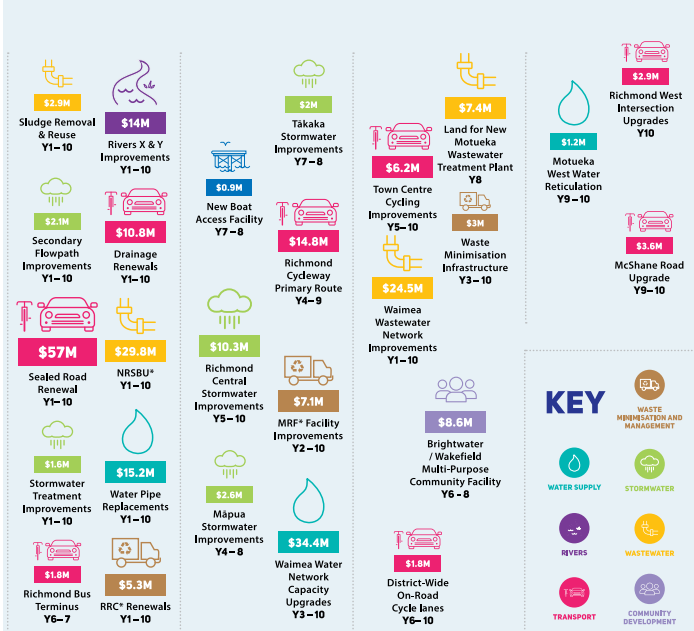 $2.9M
Sludge Removal
& Reuse
Y1–10
$14M
Rivers X & Y
Improvements
Y1–10
$2.1M
Secondary
Flowpath
Improvements
Y1–10
$10.8M
Drainage
Renewals
Y1–10
$57M
Sealed Road
Renewal
Y1–10
$29.8M
NRSBU*
Y1–10
$1.6M
Stormwater
Treatment
Improvements
Y1–10
$15.2M
Water Pipe
Replacements
Y1–10
$1.8M
Richmond Bus
Terminus
Y6–7
$5.3M
RRC* Renewals
Y1–10
$2M
Tākaka
Stormwater
Improvements
Y7–8
$0.9M
New Boat
Access Facility
Y7–8
$14.8M
Richmond
Cycleway
Primary Route
Y4–9
$10.3M
Richmond
Central
Stormwater
Improvements
Y5–10
$7.1M
MRF* Facility
Improvements
Y2–10
$2.6M
Māpua
Stormwater
Improvements
Y4–8
$34.4M
Waimea Water
Network
Capacity
Upgrades
Y3–10
$7.4M
Land for New
Motueka
Wastewater
Treatment Plant
Y8
$6.2M
Town Centre
Cycling
Improvements
Y5–10
$3M
Waste
Minimisation
Infrastructure
Y3–10
$24.5M
Waimea
Wastewater
Network
Improvements
Y1–10
$8.6M
Brightwater
/ Wakefield
Multi-Purpose
Community Facility
Y6 - 8
$1.8M
District-Wide
On-Road
Cycle lanes
Y6–10
$2.9M
Richmond West
Intersection
Upgrades
Y10
$1.2M
Motueka
West Water
Reticulation
Y9–10
$3.6M
McShane Road
Upgrade
Y9–10
KEY
WASTE
MINIMISATION AND
MANAGEMENT
WATER SUPPLY
STORMWATER
RIVERS
WASTEWATER
TRANSPORT
COMMUNITY
DEVELOPMENT